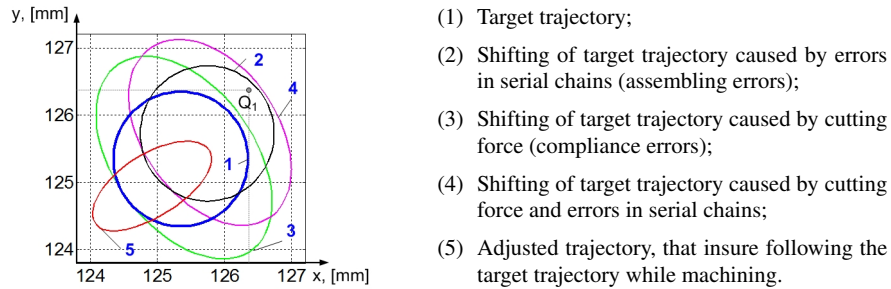 y, [mm]
127
126
125
124
124
125
126
127
x, [mm]
2
4
Q1
1
3
5
(1) Target trajectory;
(2) Shifting of target trajectory caused by errors
in serial chains (assembling errors);
(3) Shifting of target trajectory caused by cutting
force (compliance errors);
(4) Shifting of target trajectory caused by cutting
force and errors in serial chains;
(5) Adjusted trajectory, that insure following the
target trajectory while machining.